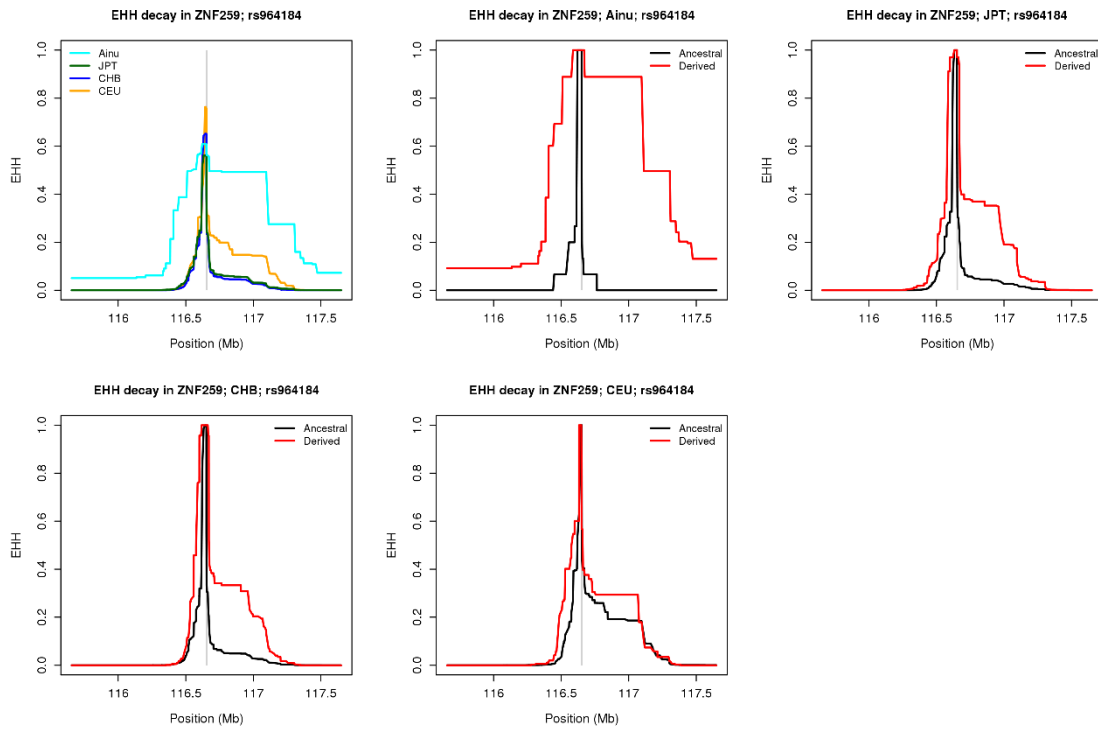 EHH decay in ZNF259; rs964184
Ainu
JPT
CHB
CEU
EHH
0.0 0.2 0.4 0.6 0.8 1.0
116 116.5 117 117.5
Position (Mb)
EHH decay in ZNF259; Ainu; rs964184
Ancestral
Derived
EHH
0.0 0.2 0.4 0.6 0.8 1.0
116 116.5 117 117.5
Position (Mb)
EHH decay in ZNF259; JPT; rs964184
Ancestral
Derived
EHH
0.0 0.2 0.4 0.6 0.8 1.0
116 116.5 117 117.5
Position (Mb)
EHH decay in ZNF259; CHB; rs964184
Ancestral
Derived
EHH
0.0 0.2 0.4 0.6 0.8 1.0
116 116.5 117 117.5
Position (Mb)
EHH decay in ZNF259; CEU; rs964184
Ancestral
Derived
EHH
0.0 0.2 0.4 0.6 0.8 1.0
116 116.5 117 117.5
Position (Mb)